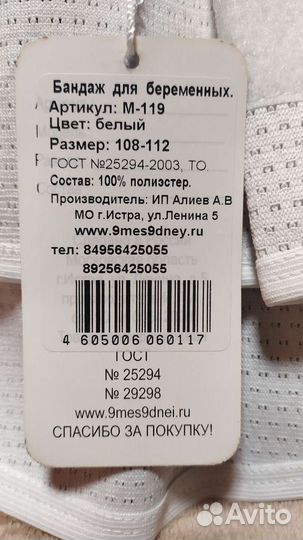 Бандаж для беременных.
Артикул: М-119
Цвет: белый
Размер: 108-112
ГОСТ №25294-2003, ТО.
Состав: 100% полиэстер.
Производитель: ИП Алиев А.В
МО г.Истра, ул.Ленина 5
www.9mes9dney.ru
тел: 84956425055
89256425055
4 605006 060117
ГОСТ
№ 25294
№ 29298
www.9mes9dnei.ru
СПАСИБО ЗА ПОКУПКУ!
Avito